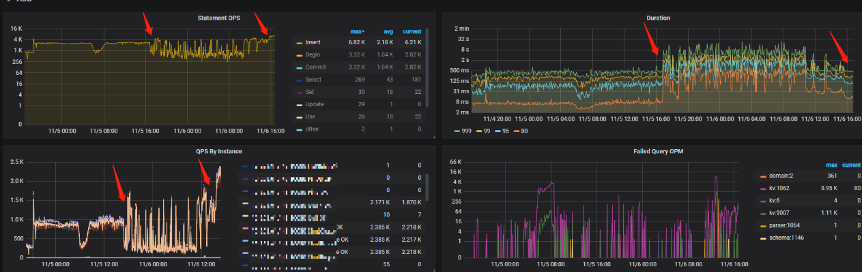 Statement OPS
16 K
4 K
1 K
256
64
16
4
0
11/5 00:00
11/5 08:00
11/5 16:00
11/6 00:00
11/6 08:00
11/6 16:00
max
avg
current
Insert
6.82 K
2.18 K
6.21 K
Begin
3.32 K
1.04 K
2.82 K
Commit
3.32 K
1.04 K
2.82 K
Select
269
43
181
Set
30
18
22
Update
29
1
0
Use
26
18
22
other
2
1
0
Duration
2 min
32 s
8 s
2 s
500 ms
125 ms
31 ms
8 ms
2 ms
11/4 20:00
11/5 00:00
11/5 04:00
11/5 08:00
11/5 12:00
11/5 16:00
11/5 20:00
11/6 00:00
11/6 04:00
11/6 08:00
11/6 12:00
11/6 16:00
999
99
95
80
QPS By Instance
2.5 K
2.0 K
1.5 K
1.0 K
500
0
11/5 00:00
11/5 12:00
11/6 00:00
11/6 12:00
1
0
0
0
0
0
2.171 K
1.870 K
10
7
2.385 K
2.218 K
OK
2.385 K
2.217 K
OK
2.385 K
2.218 K
55
0
Failed Query OPM
66 K
16 K
4 K
1 K
256
64
16
4
1
0
11/5 00:00
11/5 08:00
11/5 16:00
11/6 00:00
11/6 08:00
11/6 16:00
max
current
domain:2
361
0
kv:1062
8.95 K
80
kv:6
4
0
kv:9007
1.11 K
0
parser:1064
1
0
schema:1146
1
0